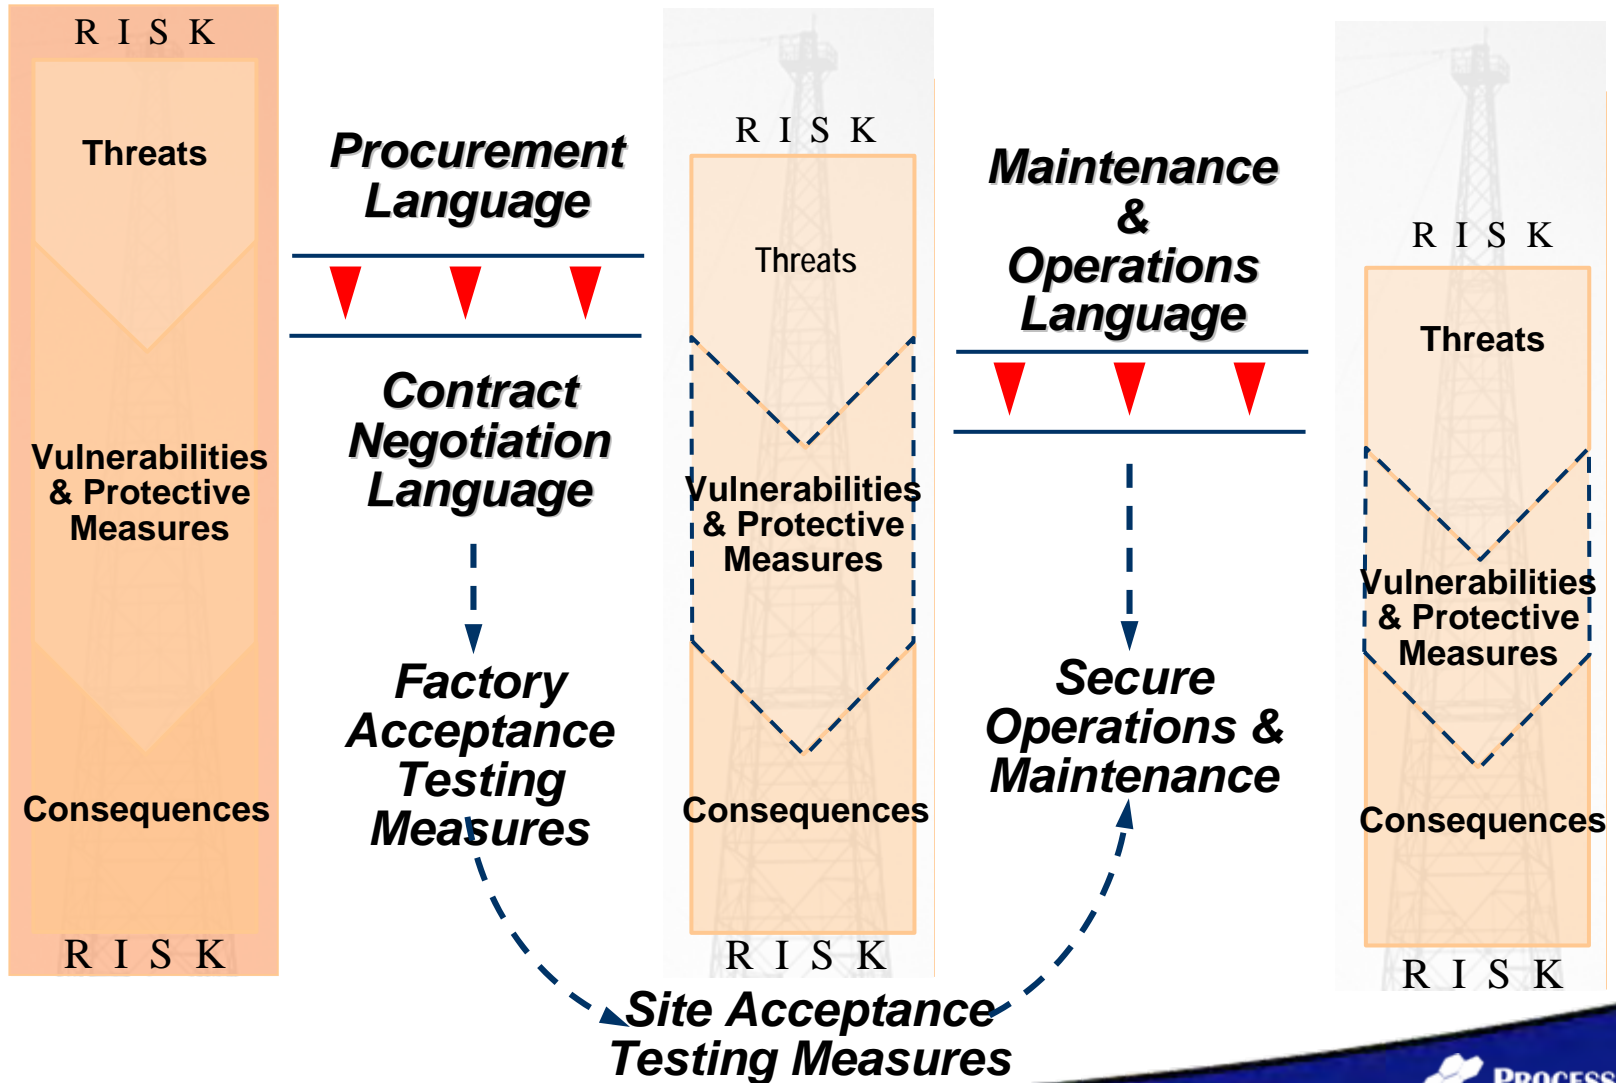 R I S K
Threats
Vulnerabilities
& Protective
Measures
Consequences
R I S K
Procurement
Language
Contract
Negotiation
Language
Factory
Acceptance
Testing
Measures
Site Acceptance
Testing Measures
R I S K
Threats
Vulnerabilities
& Protective
Measures
Consequences
R I S K
Maintenance
&
Operations
Language
Secure
Operations &
Maintenance
R I S K
Threats
Vulnerabilities
& Protective
Measures
Consequences
R I S K
PROCESS